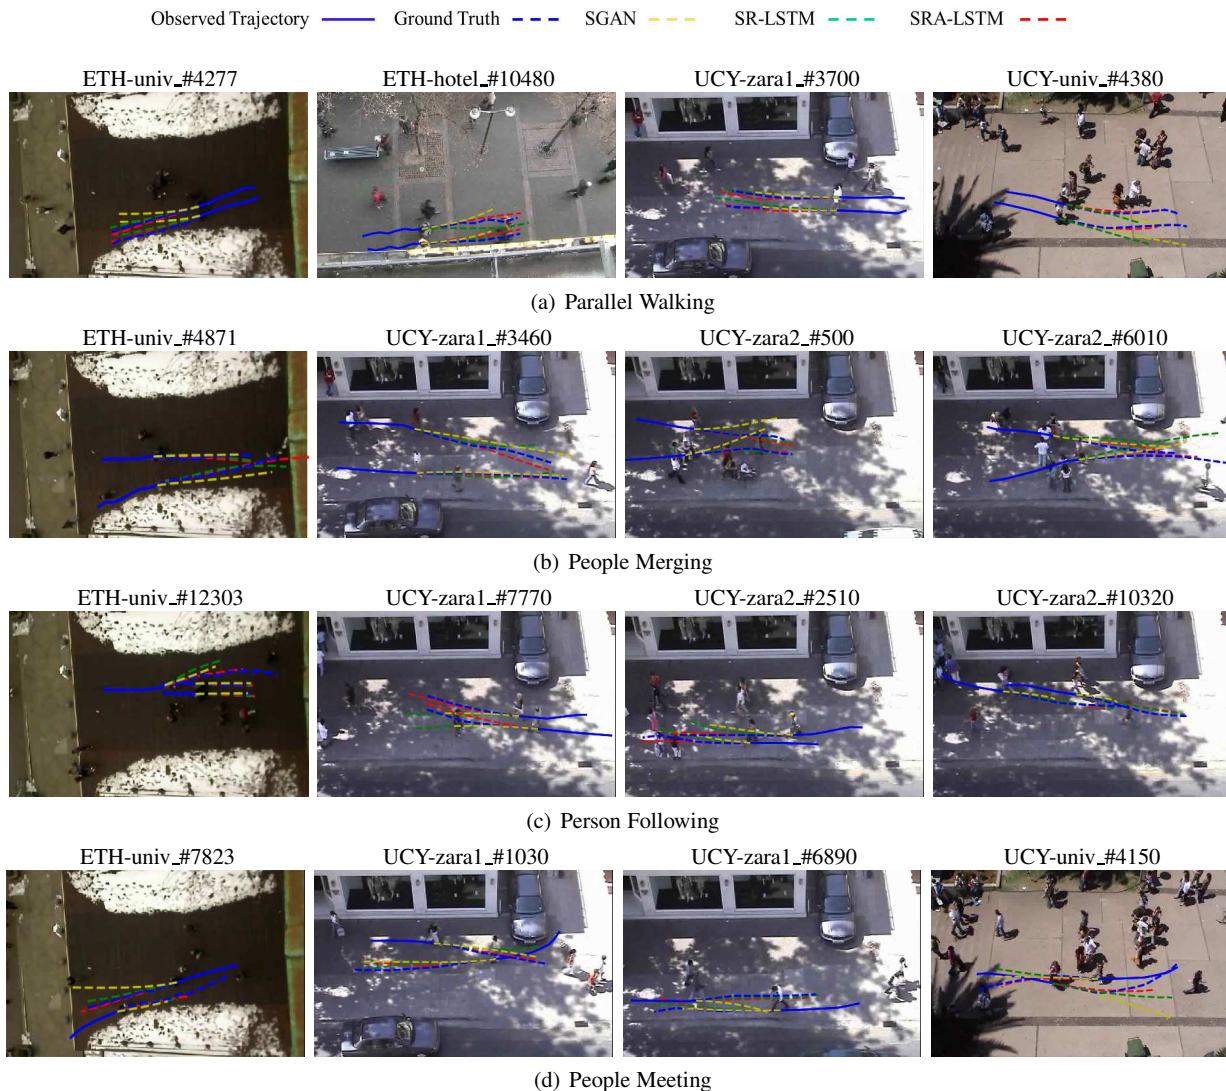 Observed Trajectory Ground Truth SGAN SR-LSTM SRA-LSTM
ETH-univ_#4277 ETH-hotel_#10480 UCY-zara1_#3700 UCY-univ_#4380
(a) Parallel Walking
ETH-univ_#4871 UCY-zara1_#3460 UCY-zara2_#500 UCY-zara2_#6010
(b) People Merging
ETH-univ_#12303 UCY-zara1_#7770 UCY-zara2_#2510 UCY-zara2_#10320
(c) Person Following
ETH-univ_#7823 UCY-zara1_#1030 UCY-zara1_#6890 UCY-univ_#4150
(d) People Meeting